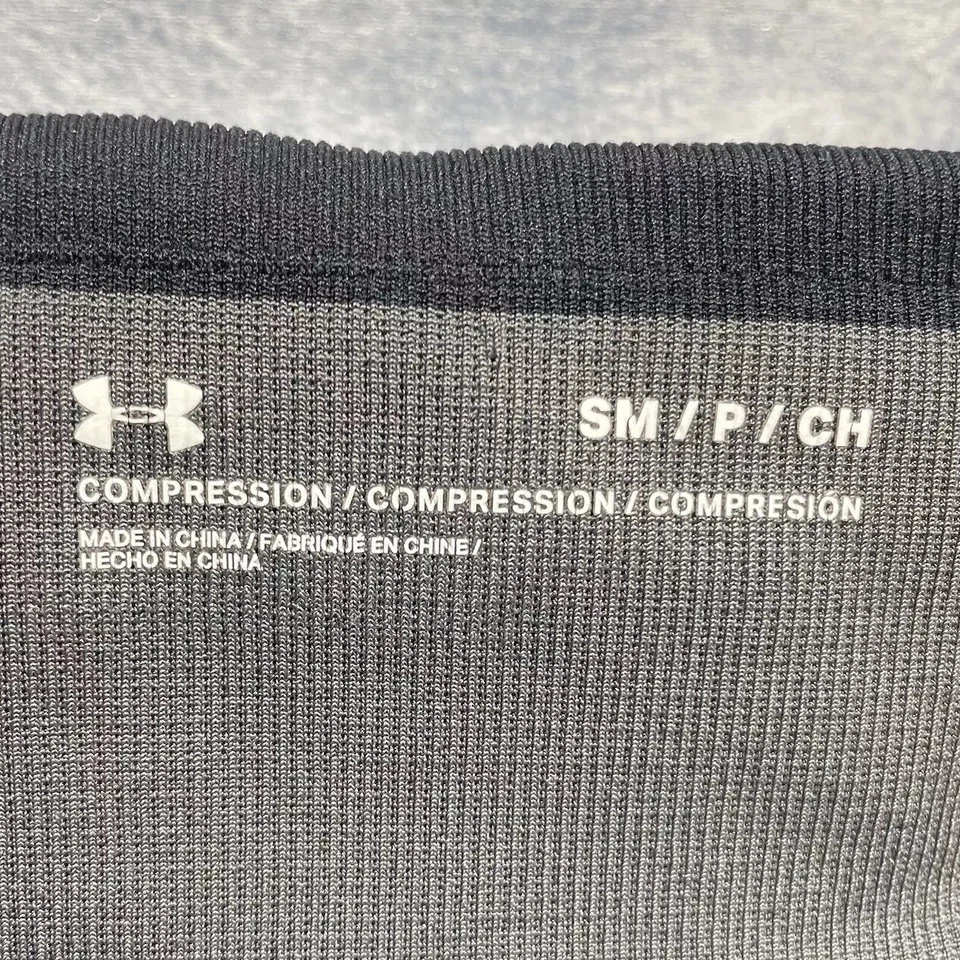 SM / P / CH
COMPRESSION / COMPRESSION / COMPRESIÓN
MADE IN CHINA / FABRIQUÉ EN CHINE /
HECHO EN CHINA